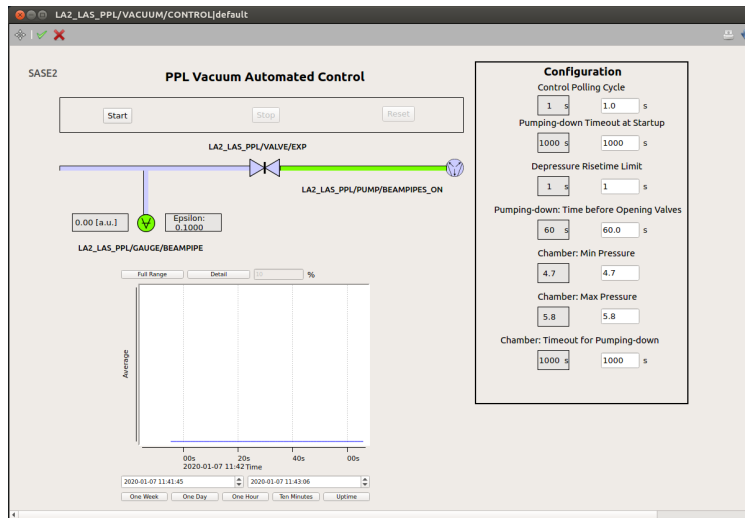 LA2_LAS_PPL/VACUUM/CONTROL|default
SASE2
PPL Vacuum Automated Control
Start
Stop
Reset
LA2_LAS_PPL/VALVE/EXP
LA2_LAS_PPL/PUMP/BEAMPIPES_ON
0.00 [a.u.]
Epsilon:
0.1000
LA2_LAS_PPL/GAUGE/BEAMPIPE
Full Range
Detail
%
Average
00s
20s
40s
00s
2020-01-07 11:42
Time
2020-01-07 11:41:45
2020-01-07 11:43:06
One Week
One Day
One Hour
Ten Minutes
Uptime
Configuration
Control Polling Cycle
1 s
1.0 s
Pumping-down Timeout at Startup
1000 s
1000 s
Depressure Risetime Limit
1 s
1 s
Pumping-down: Time before Opening Valves
60 s
60.0 s
Chamber: Min Pressure
4.7
4.7
Chamber: Max Pressure
5.8
5.8
Chamber: Timeout for Pumping-down
1000 s
1000 s